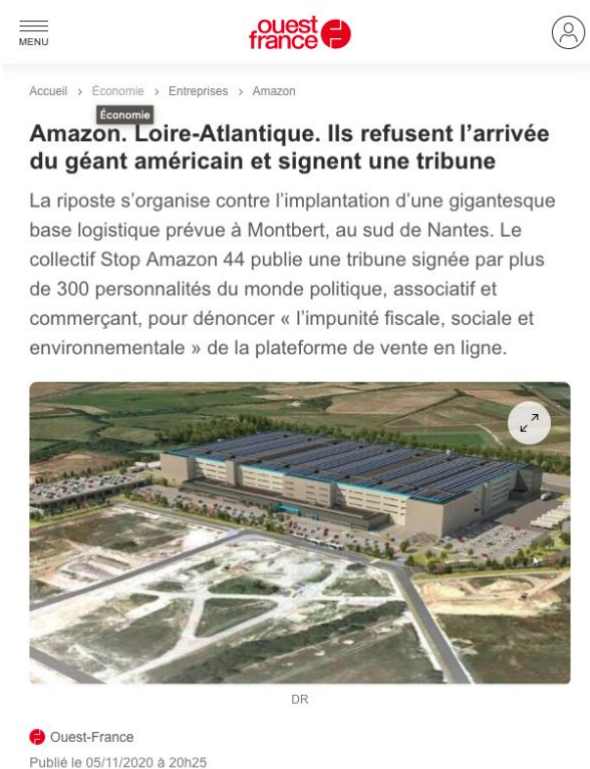 MENU
ouest
france
Accueil > Économie > Entreprises > Amazon
Économie
Amazon. Loire-Atlantique. Ils refusent l’arrivée
du géant américain et signent une tribune
La riposte s’organise contre l’implantation d’une gigantesque
base logistique prévue à Montbert, au sud de Nantes. Le
collectif Stop Amazon 44 publie une tribune signée par plus
de 300 personnalités du monde politique, associatif et
commerçant, pour dénoncer « l’impunité fiscale, sociale et
environnementale » de la plateforme de vente en ligne.
DR
Ouest-France
Publié le 05/11/2020 à 20h25